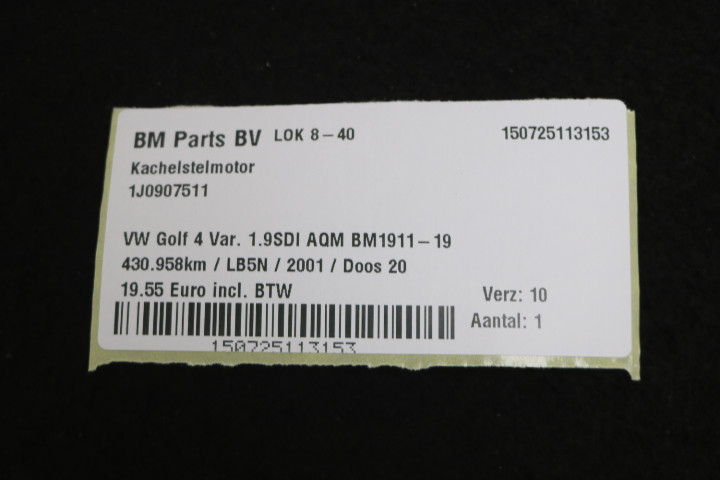 BM Parts BV LOK 8-40 150725113153
Kachelstelmotor
1J0907511
VW Golf 4 Var. 1.9SDI AQM BM1911-19
430.958km / LB5N / 2001 / Doos 20
19.55 Euro incl. BTW Verz: 10
Aantal: 1
150725113153